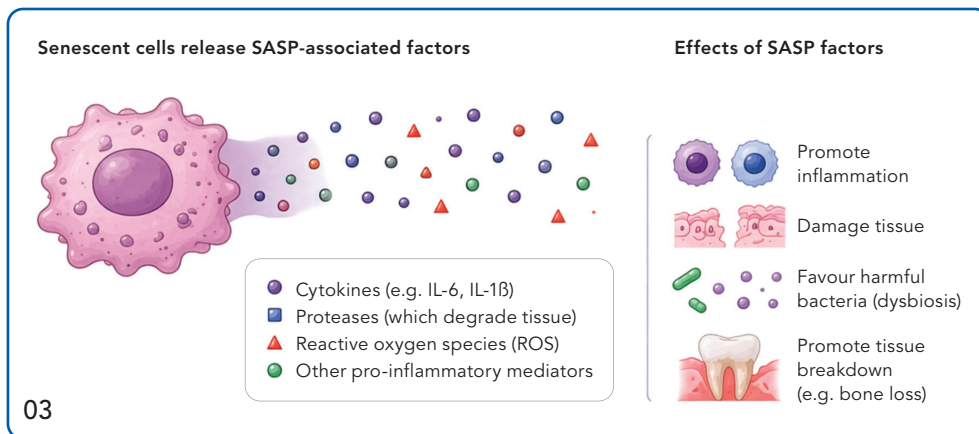 Senescent cells release SASP-associated factors
Cytokines (e.g. IL-6, IL-1ß)
Proteases (which degrade tissue)
Reactive oxygen species (ROS)
Other pro-inflammatory mediators
Effects of SASP factors
Promote
inflammation
Damage tissue
Favour harmful
bacteria (dysbiosis)
Promote tissue
breakdown
(e.g. bone loss)
03